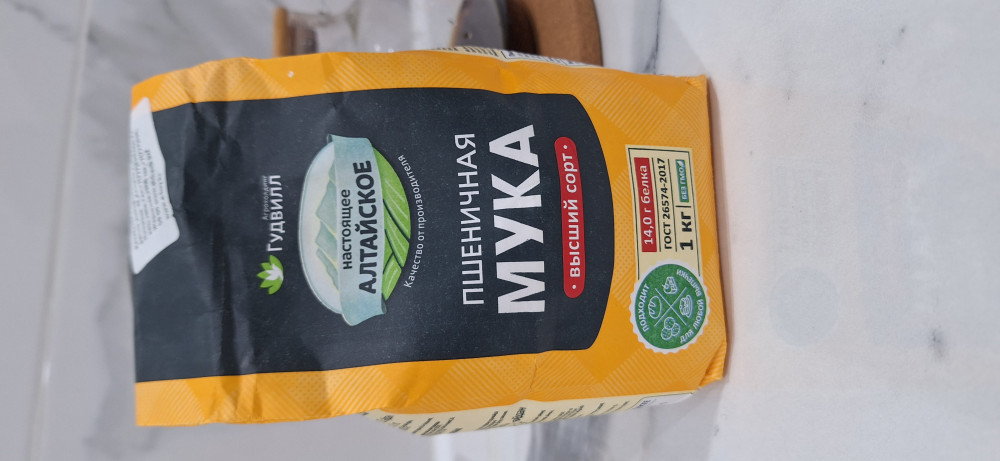 Агрохолдинг
ГУДВИЛЛ
настоящее
АЛТАЙСКОЕ
Качество от производителя
ПШЕНИЧНАЯ
МУКА
• ВЫСШИЙ СОРТ •
14,0 г белка
ГОСТ 26574-2017
1 кг
БЕЗ ГМО
ПОДХОДИТ
ДЛЯ ЛЮБОЙ ВЫПЕЧКИ